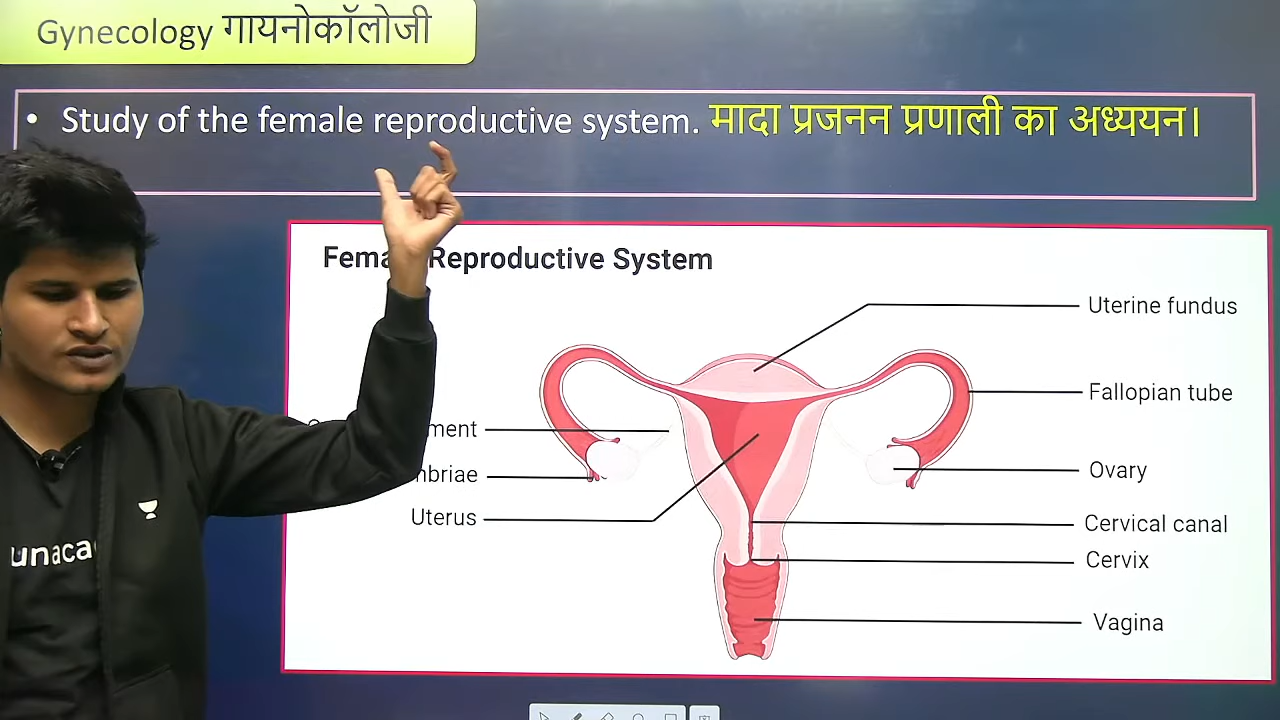 Gynecology गायनोकॉलोजी
• Study of the female reproductive system. मादा प्रजनन प्रणाली का अध्ययन।
Reproductive System
Uterine fundus
Fallopian tube
Ovary
Uterus
Cervical canal
Cervix
Vagina